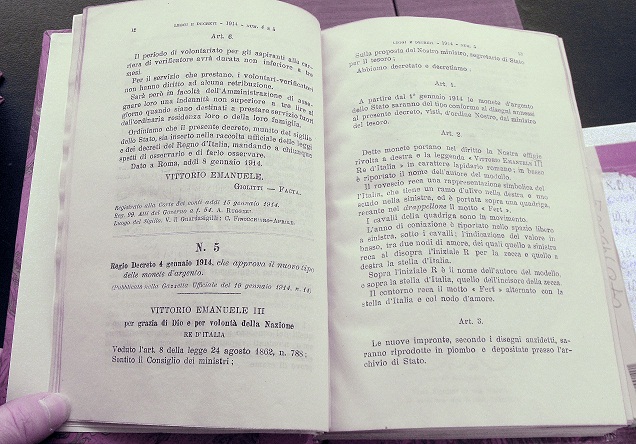 12
LEGGI E DECRETI - 1914 - NUM. 4 e 5
Art. 6.
Il periodo di volontariato per gli aspiranti alla car-
riera di verificatore avrà durata non inferiore a tre
mesi
Per il servizio che prestano, i volontari-verificatori
non hanno diritto ad alcuna retribuzione.
Sarà però in facoltà dell'Amministrazione di asse-
gnare loro una indennità non superiore a tre lire al
giorno quando siano destinati a prestare servizio fuori
dall'ordinaria residenza loro o della loro famiglia.
Ordiniamo che il presente decreto, munito del sigillo
dello Stato, sia inserto nella raccolta ufficiale delle leggi
e dei decreti del Regno d'Italia, mandando a chiunque
spetti di osservarlo e di farlo osservare.
Dato a Roma, addì 8 gennaio 1914.
VITTORIO EMANUELE.
GIOLITTI - FACTA.
Registrato alla Corte dei conti addì 15 gennaio 1914.
Reg. 99. Atti del Governo a f. 54. A.
Luogo del Sigillo. V. Il Guardasigilli: C. FINOCCHIARO-APRILE.
N. 5
Regio Decreto 4 gennaio 1914, che approva il nuovo tipo
delle monete d'argento.
(Pubblicato nella Gazzetta Ufficiale del 19 gennaio 1914, n. 14)
VITTORIO EMANUELE III
per grazia di Dio e per volontà della Nazione
RE D'ITALIA
Veduto l'art. 8 della legge 24 agosto 1862, n. 788;
Sentito il Consiglio dei ministri;
LEGGI E DECRETI - 1914 - N. 5
Sulla proposta del Nostro ministro, segretario di Stato
per il tesoro;
Abbiamo decretato e decretiamo:
Art. 1.
A partire dal 1° gennaio 1914 le monete d'argento
dello Stato saranno del tipo conforme ai disegni annessi
al presente decreto, visti, d'ordine Nostro, dal ministro
del tesoro.
Art. 2.
Dette monete portano nel diritto la Nostra effigie
rivolta a destra e la leggenda « VITTORIO EMANUELE III
RE D'ITALIA » in carattere lapidario romano; in basso
è riportato il nome dell'autore del modello.
Il rovescio reca una rappresentazione simbolica del
l'Italia, che tiene un ramo d'ulivo nella destra e uno
scudo nella sinistra, ed è portata sopra una quadriga,
recante nel drappellone il motto « Fert ».
I cavalli della quadriga sono in movimento.
L'anno di coniazione è riportato nello spazio libero
a sinistra, sotto i cavalli; l'indicazione del valore in
basso, tra due nodi di amore, dei quali quello a sinistra
reca al disopra l'iniziale R per la zecca e quello a
destra la stella d'Italia.
Sopra l'iniziale R è il nome dell'autore del modello,
e sopra la stella d'Italia, quello dell'incisore della zecca.
Il contorno reca il motto « Fert » alternato con la
stella d'Italia e col nodo d'amore.
Art. 3.
Le nuove impronte, secondo i disegni anzidetti, sa-
ranno riprodotte in piombo e depositate presso l'ar-
chivio di Stato.